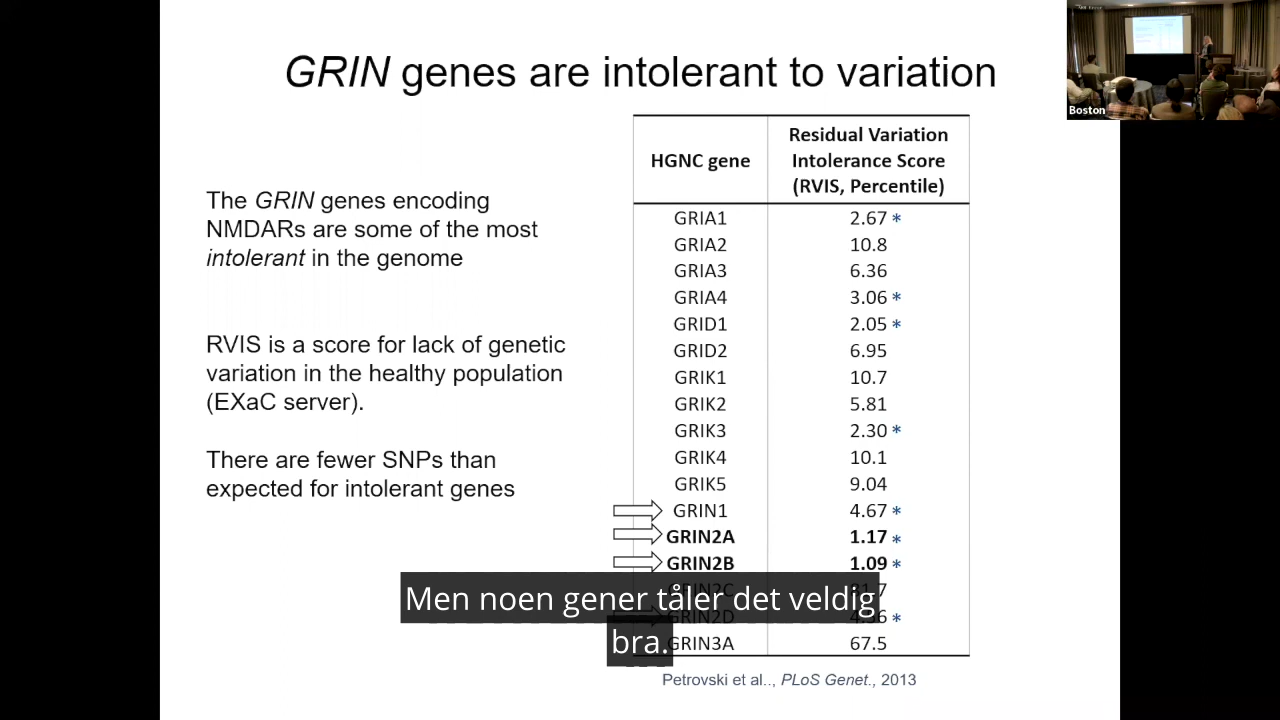 GRIN genes are intolerant to variation
Boston
The GRIN genes encoding
NMDARs are some of the most
intolerant in the genome
RVIS is a score for lack of genetic
variation in the healthy population
(EXaC server).
There are fewer SNPs than
expected for intolerant genes
HGNC gene
Residual Variation
Intolerance Score
(RVIS, Percentile)
GRIA1 2.67 *
GRIA2 10.8
GRIA3 6.36
GRIA4 3.06 *
GRID1 2.05 *
GRID2 6.95
GRIK1 10.7
GRIK2 5.81
GRIK3 2.30 *
GRIK4 10.1
GRIK5 9.04
GRIN1 4.67 *
GRIN2A 1.17 *
GRIN2B 1.09 *
GRIN2C
GRIN2D *
GRIN3A 67.5
Men noen gener tåler det veldig
bra.
Petrovski et al.., PLoS Genet., 2013